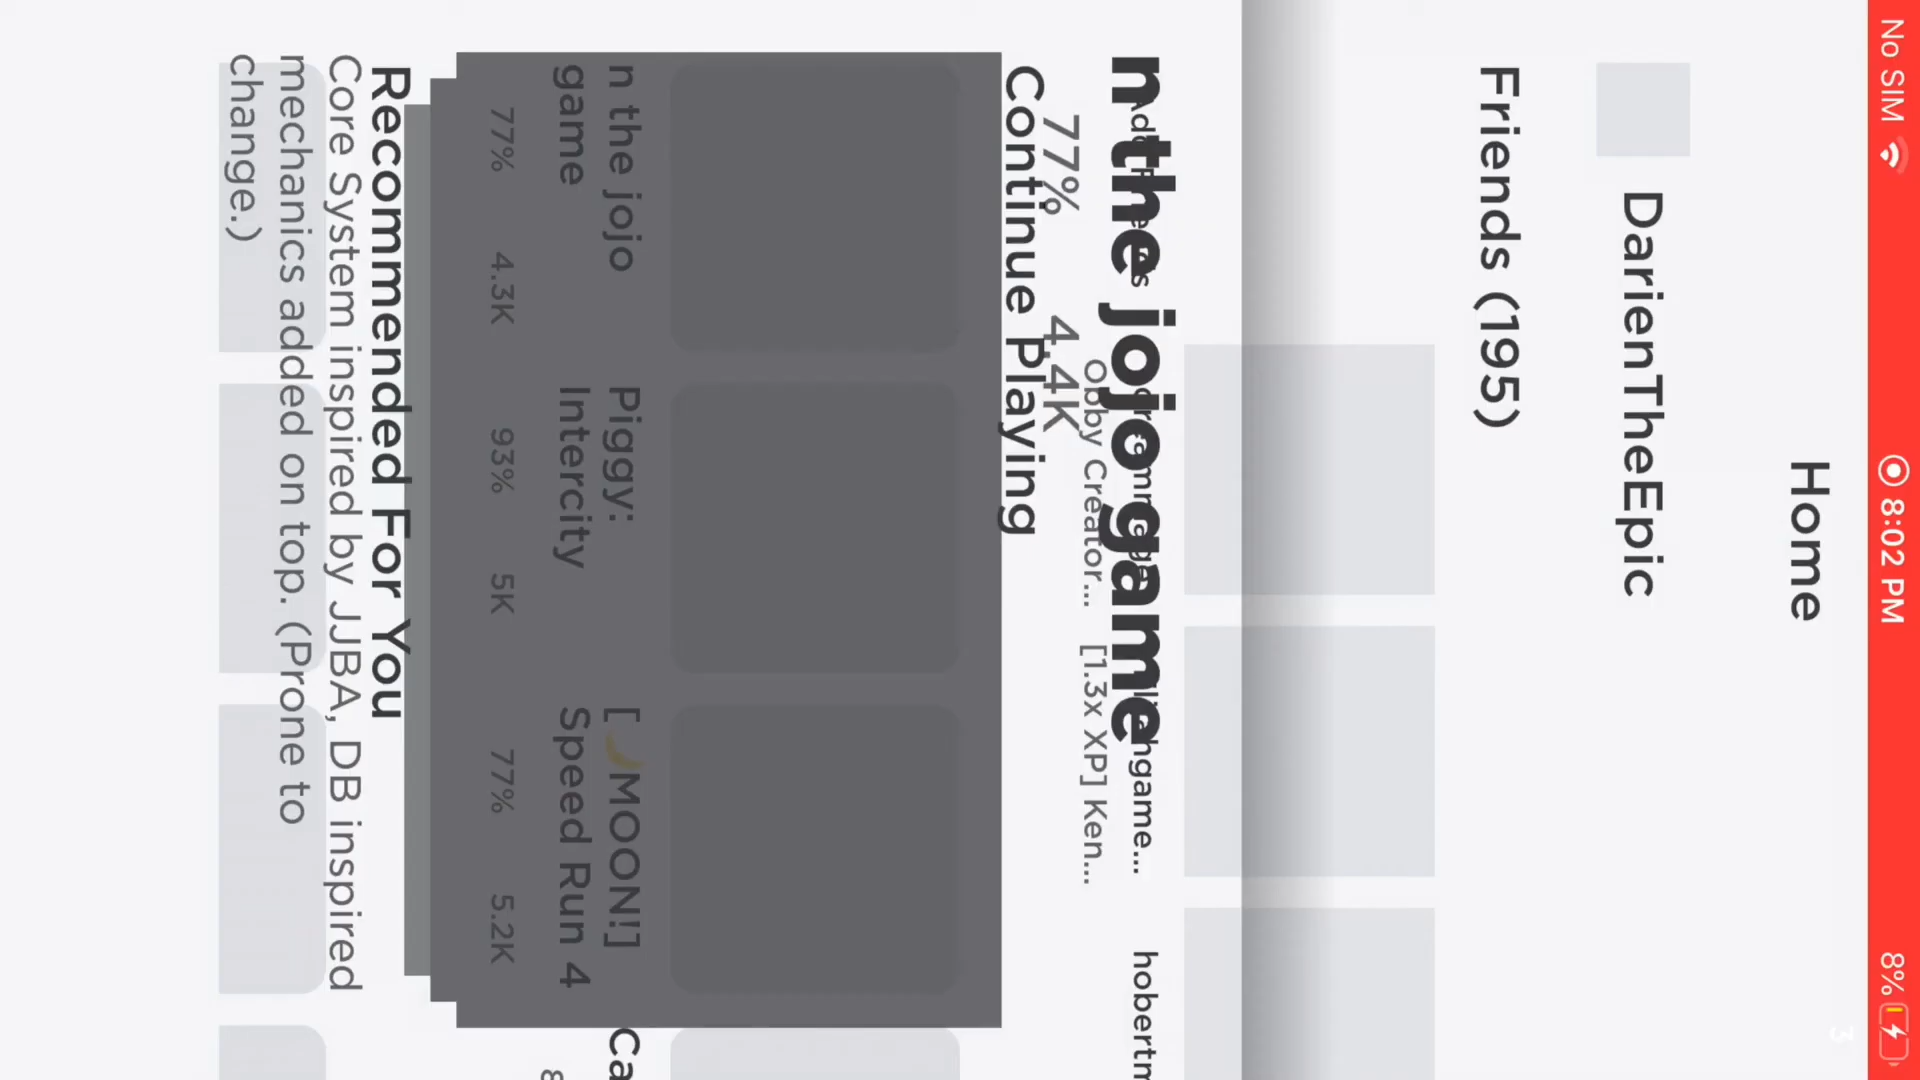 No SIM 8:02 PM 8%
Home
DarienTheEpic
Friends (195)
n the jojo game
hobertm
Obby Creator... [1.3x XP] Ken...
77% 4.4K
Continue Playing
n the jojo
game
77% 4.3K
Piggy:
Intercity
93% 5K
[🌙MOON!]
Speed Run 4
77% 5.2K
Ca
8
Recommended For You
Core System inspired by JJBA, DB inspired
mechanics added on top. (Prone to
change.)